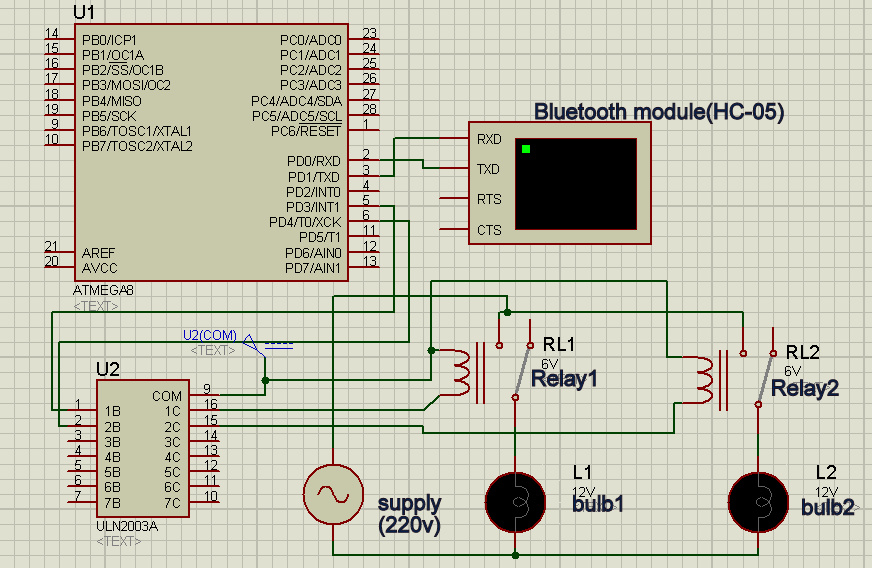 U1
14
15
16
17
18
19
9
10
21
20
PB0/ICP1
PB1/OC1A
PB2/SS/OC1B
PB3/MOSI/OC2
PB4/MISO
PB5/SCK
PB6/TOSC1/XTAL1
PB7/TOSC2/XTAL2
AREF
AVCC
PC0/ADC0
PC1/ADC1
PC2/ADC2
PC3/ADC3
PC4/ADC4/SDA
PC5/ADC5/SCL
PC6/RESET
PD0/RXD
PD1/TXD
PD2/INT0
PD3/INT1
PD4/T0/XCK
PD5/T1
PD6/AIN0
PD7/AIN1
23
24
25
26
27
28
1
2
3
4
5
6
11
12
13
ATMEGA8
<TEXT>
Bluetooth module(HC-05)
RXD
TXD
RTS
CTS
U2(COM)
<TEXT>
U2
1
2
3
4
5
6
7
1B
2B
3B
4B
5B
6B
7B
COM
1C
2C
3C
4C
5C
6C
7C
9
16
15
14
13
12
11
10
ULN2003A
<TEXT>
RL1
6V
Relay1
RL2
6V
Relay2
supply
(220v)
L1
12V
bulb1
L2
12V
bulb2